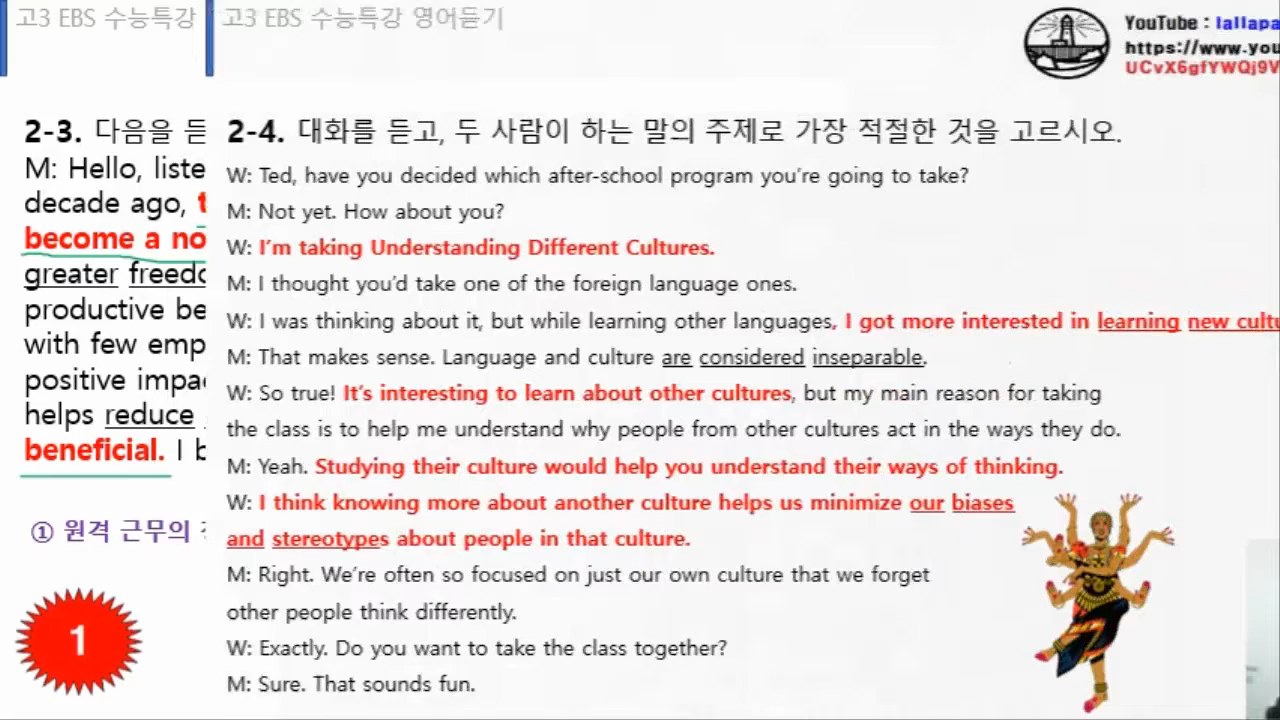 고3 EBS 수능특강
고3 EBS 수능특강 영어듣기
YouTube : lallapa
https://www.you
UCvX6gfYWQj9V
2-3. 다음을 듣
M: Hello, liste
decade ago, t
become a no
greater freedo
productive be
with few emp
positive impac
helps reduce
beneficial. I b
① 원격 근무의
1
2-4. 대화를 듣고, 두 사람이 하는 말의 주제로 가장 적절한 것을 고르시오.
W: Ted, have you decided which after-school program you're going to take?
M: Not yet. How about you?
W: I'm taking Understanding Different Cultures.
M: I thought you'd take one of the foreign language ones.
W: I was thinking about it, but while learning other languages, I got more interested in learning new cultu
M: That makes sense. Language and culture are considered inseparable.
W: So true! It's interesting to learn about other cultures, but my main reason for taking
the class is to help me understand why people from other cultures act in the ways they do.
M: Yeah. Studying their culture would help you understand their ways of thinking.
W: I think knowing more about another culture helps us minimize our biases
and stereotypes about people in that culture.
M: Right. We're often so focused on just our own culture that we forget
other people think differently.
W: Exactly. Do you want to take the class together?
M: Sure. That sounds fun.